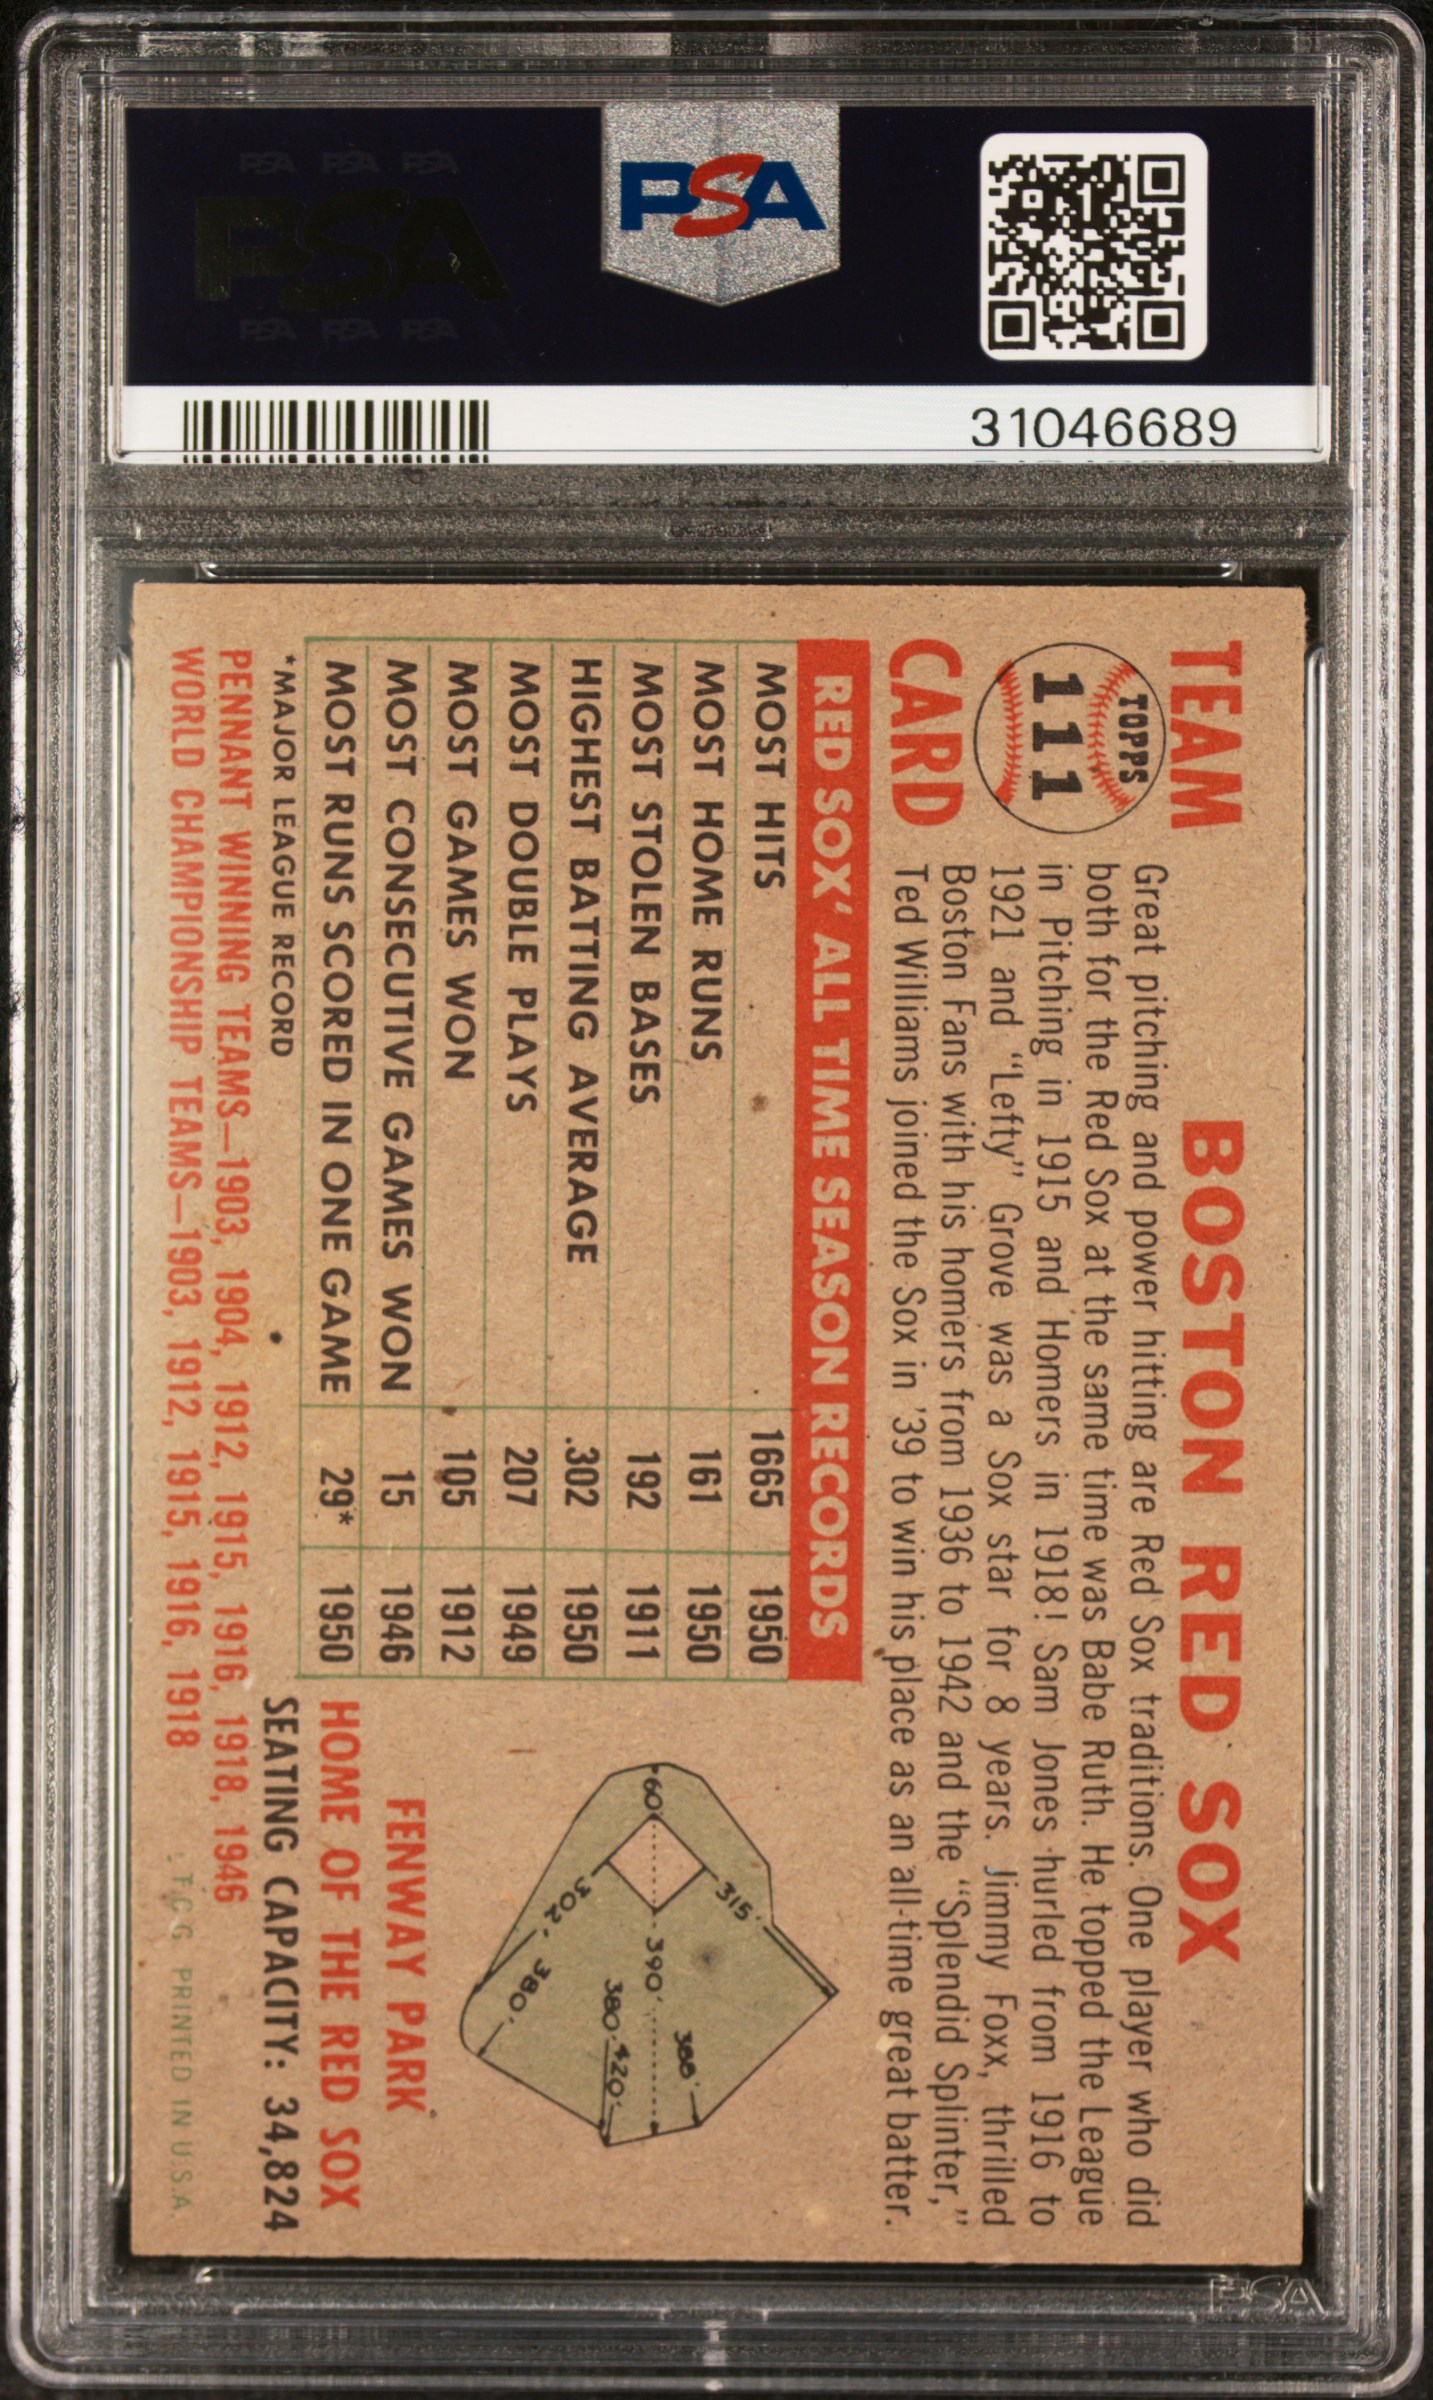 PSA PSA PSA
PSA
PSA PSA PSA
PSA
31046689
TEAM
TOPPS
111
CARD
BOSTON RED SOX
Great pitching and power hitting are Red Sox traditions. One player who did
both for the Red Sox at the same time was Babe Ruth. He topped the League
in Pitching in 1915 and Homers in 1918! Sam Jones hurled from 1916 to
1921 and "Lefty" Grove was a Sox star for 8 years. Jimmy Foxx, thrilled
Boston Fans with his homers from 1936 to 1942 and the "Splendid Splinter,"
Ted Williams joined the Sox in '39 to win his place as an all-time great batter.
RED SOX' ALL TIME SEASON RECORDS
MOST HITS 1665 1950
MOST HOME RUNS 161 1950
MOST STOLEN BASES 192 1911
HIGHEST BATTING AVERAGE .302 1950
MOST DOUBLE PLAYS 207 1949
MOST GAMES WON 105 1912
MOST CONSECUTIVE GAMES WON 15 1946
MOST RUNS SCORED IN ONE GAME 29* 1950
*MAJOR LEAGUE RECORD
60'
315'
302'
390'
388'
380'
420'
380'
FENWAY PARK
HOME OF THE RED SOX
SEATING CAPACITY: 34,824
PENNANT WINNING TEAMS—1903, 1904, 1912, 1915, 1916, 1918, 1946
WORLD CHAMPIONSHIP TEAMS—1903, 1912, 1915, 1916, 1918
T.C.G. PRINTED IN U.S.A.
PSA